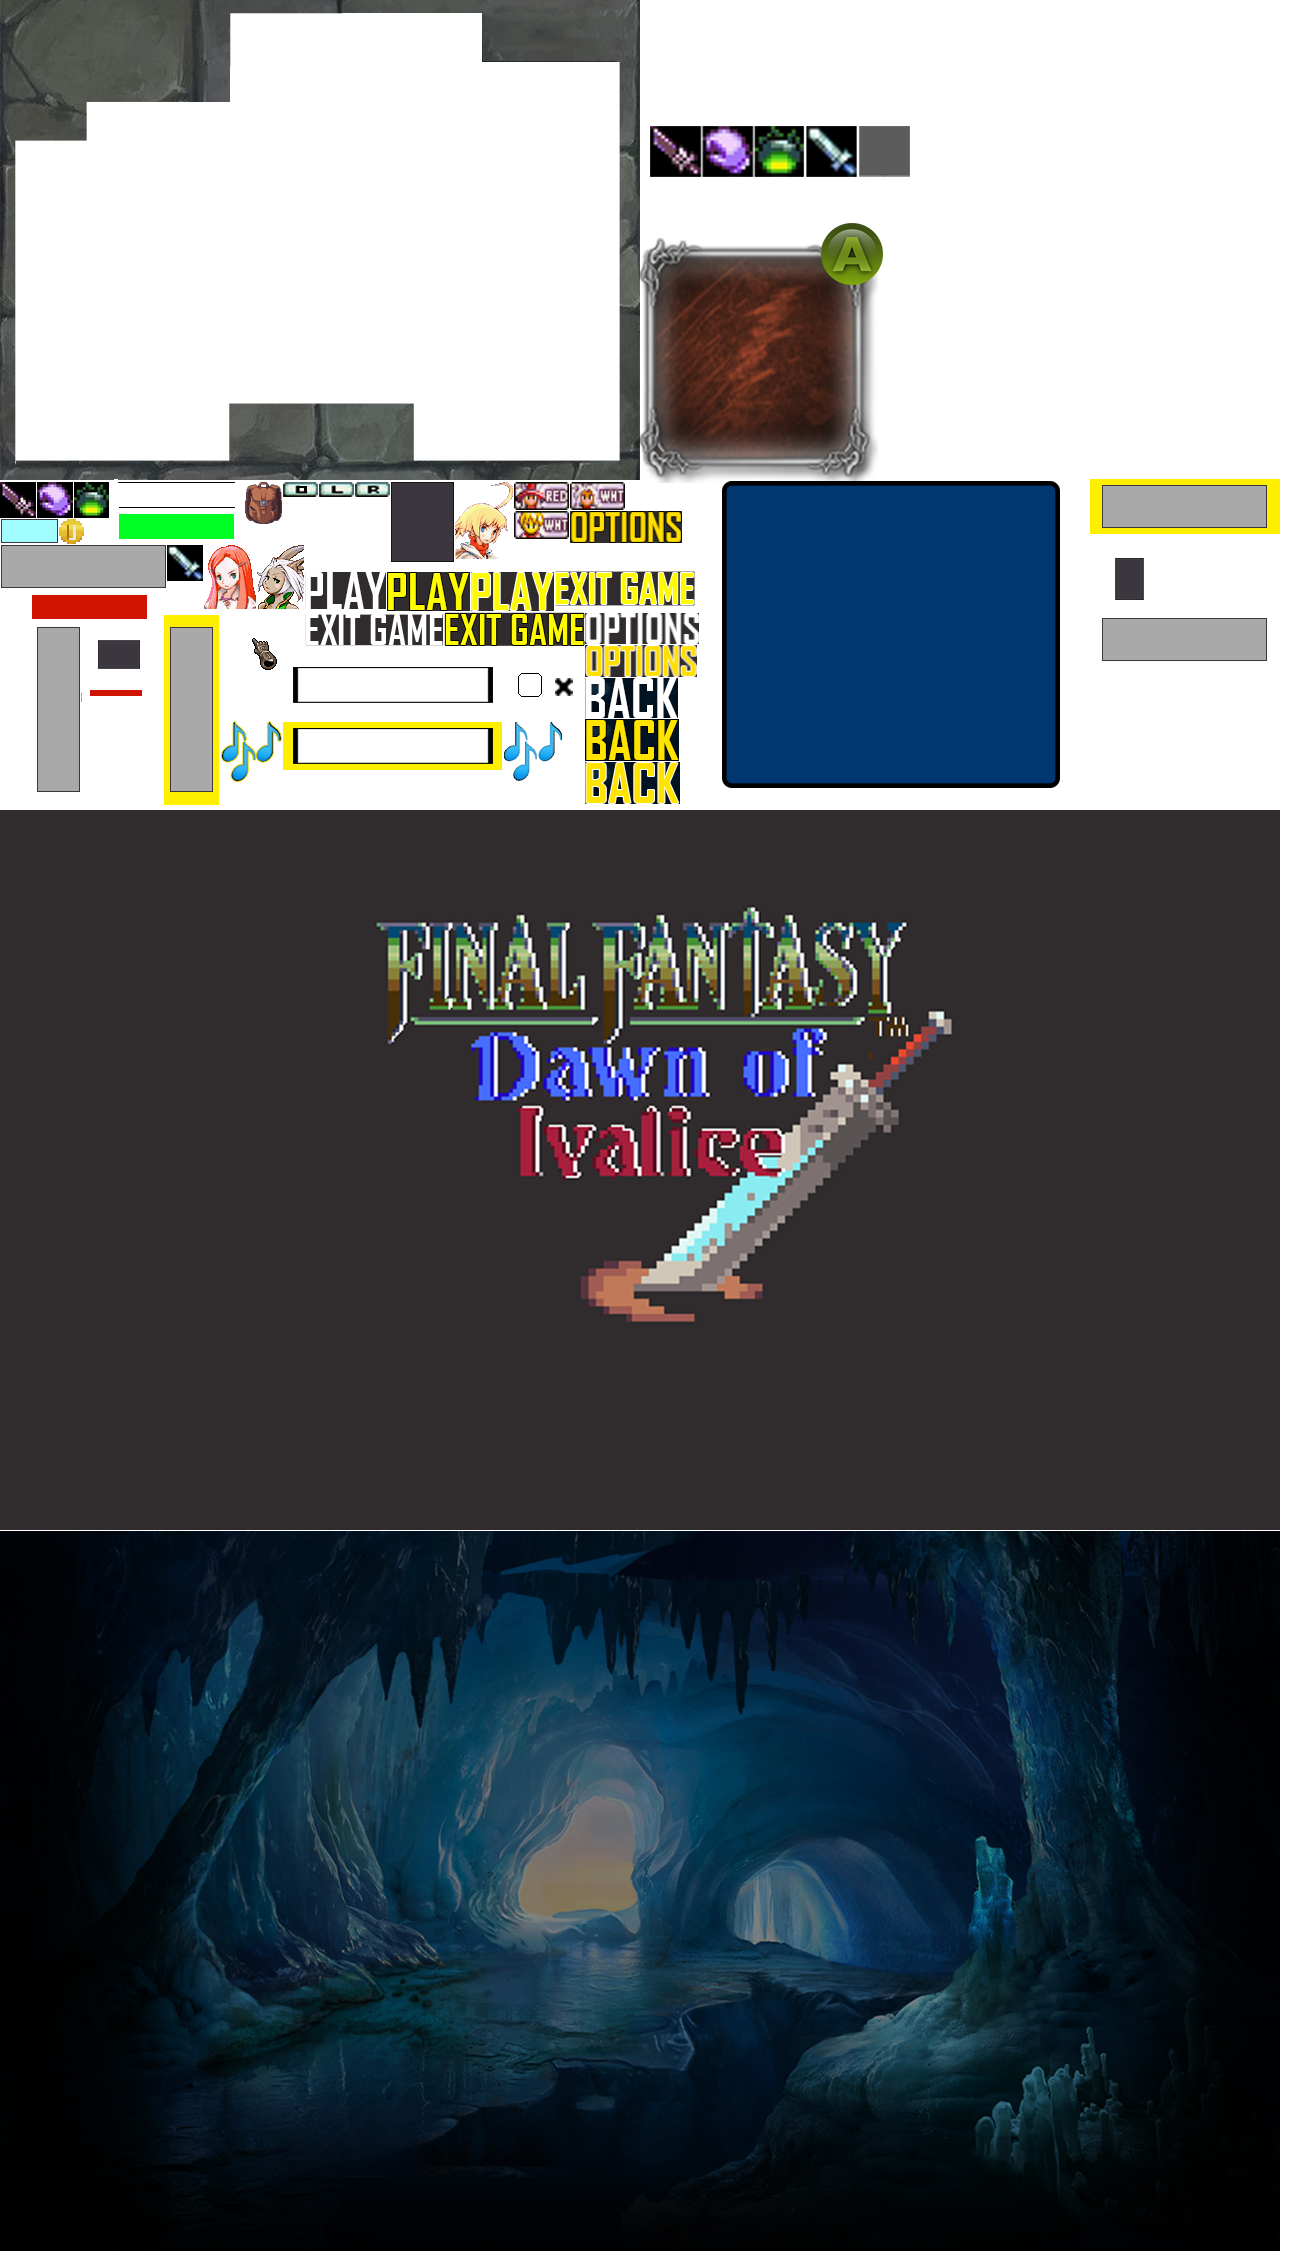 A
O L R
RED WHT
WHT OPTIONS
PLAY PLAY PLAY EXIT GAME
EXIT GAME EXIT GAME OPTIONS
OPTIONS
BACK
BACK
BACK
FINAL FANTASY
TM
Dawn of
Ivalice